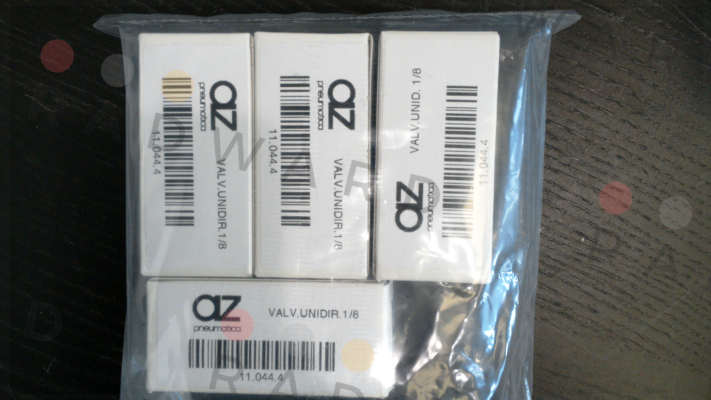 az
pneumatica
VALV.UNIDIR.1/8
11.044.4
az
pneumatica
VALV.UNIDIR.1/8
11.044.4
VALV.UNID. 1/8
az
pneumatica
11.044.4
az
pneumatica
VALV.UNIDIR.1/8
11.044.4